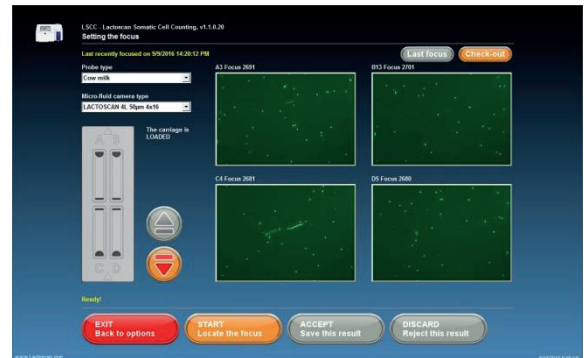 LSCC - Lactoscan Somatic Cell Counting, v1.1.0.20
Setting the focus
Last recently focused on 9/9/2016 14:20:12 PM
Last focus
Check-out
Probe type
Cow milk
Micro-fluid camera type
LACTOSCAN 4L 50µm 4x16
The carriage is
LOADED
A B
C D
A3 Focus 2691
B13 Focus 2701
C4 Focus 2681
D5 Focus 2680
Ready!
EXIT
Back to options
START
Locate the focus
ACCEPT
Save this result
DISCARD
Reject this result
www.lactoscan.com